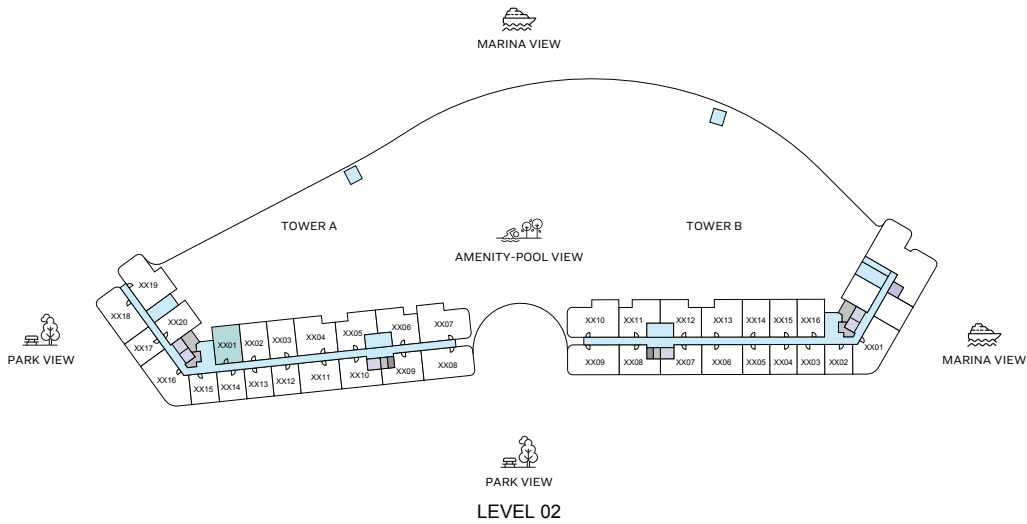 MARINA VIEW
TOWER A
TOWER B
AMENITY-POOL VIEW
XX19
XX18
XX20
XX17
XX16
XX01
XX02
XX03
XX04
XX05
XX06
XX07
XX15
XX14
XX13
XX12
XX11
XX10
XX09
XX08
XX10
XX11
XX12
XX13
XX14
XX15
XX16
XX09
XX08
XX07
XX06
XX05
XX04
XX03
XX02
XX01
PARK VIEW
MARINA VIEW
PARK VIEW
LEVEL 02